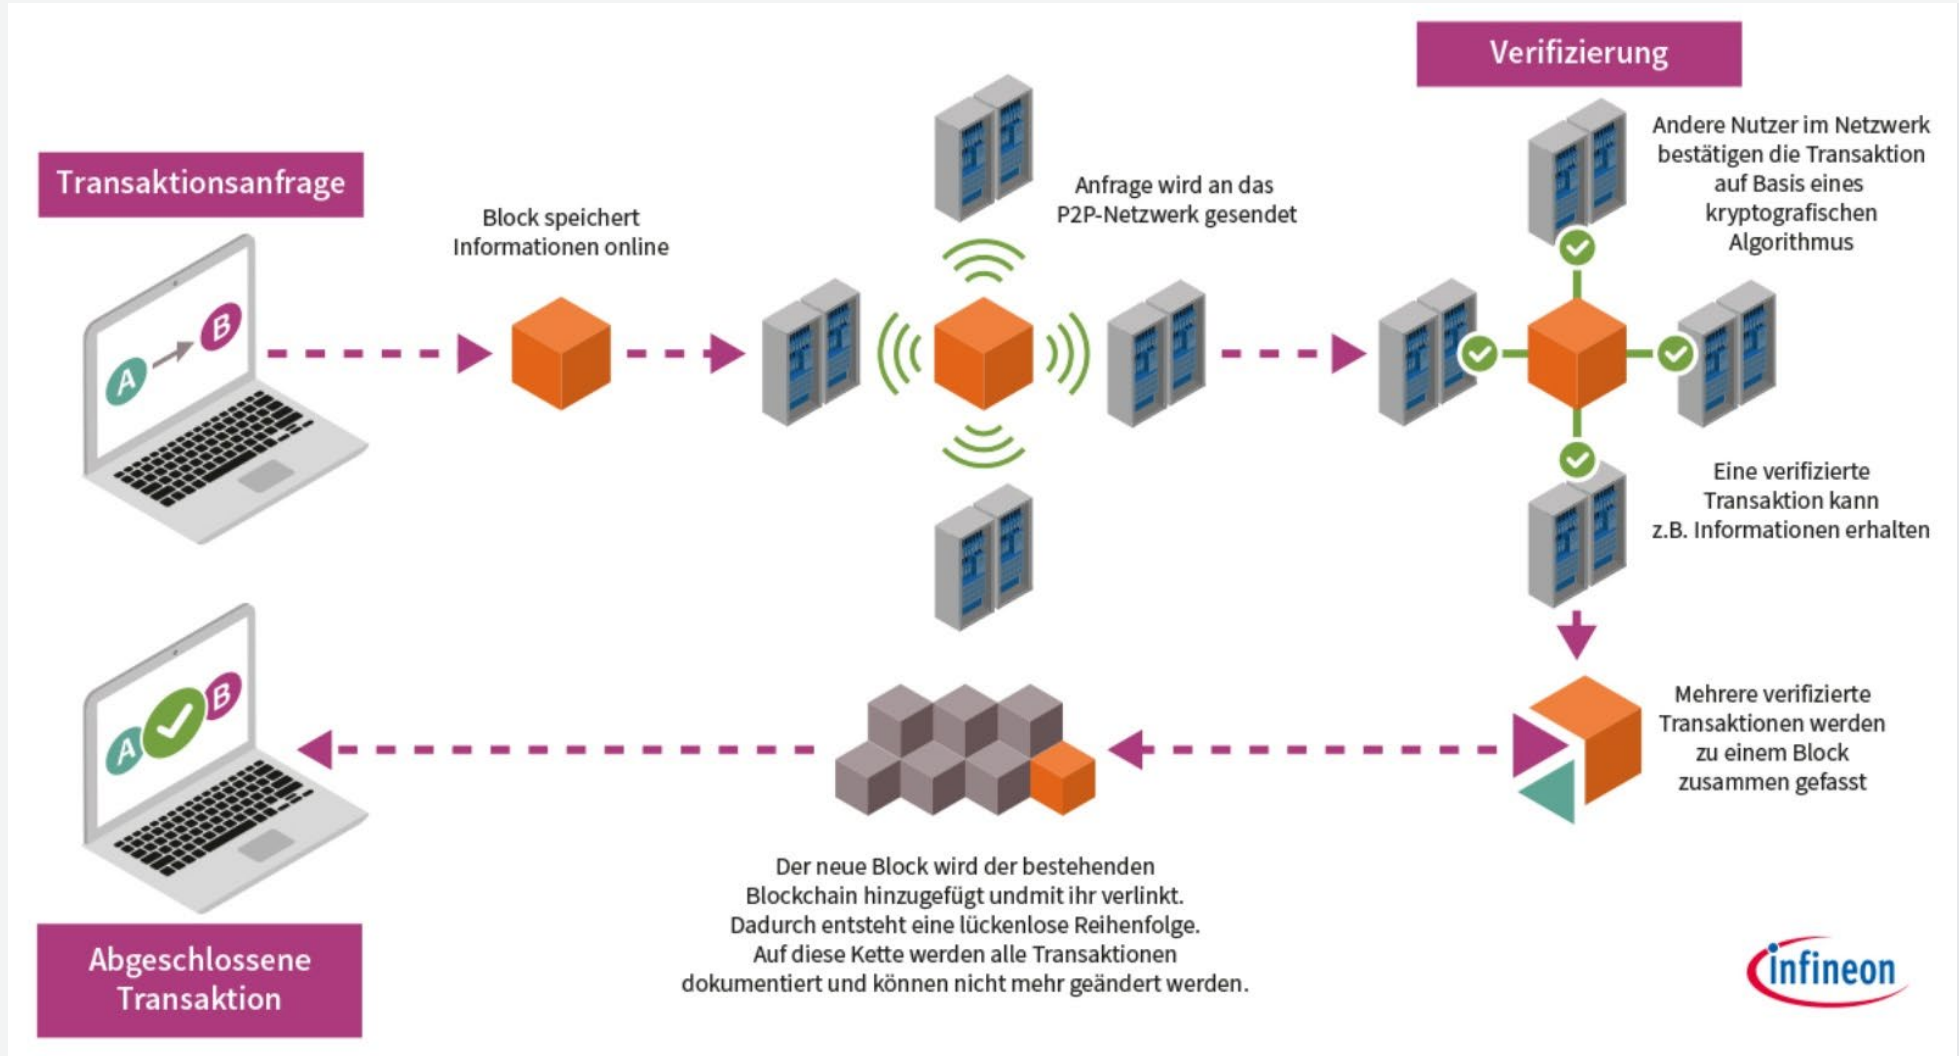 Transaktionsanfrage
A
B
Block speichert
Informationen online
Anfrage wird an das
P2P-Netzwerk gesendet
Verifizierung
Andere Nutzer im Netzwerk
bestätigen die Transaktion
auf Basis eines
kryptografischen
Algorithmus
Eine verifizierte
Transaktion kann
z.B. Informationen erhalten
Mehrere verifizierte
Transaktionen werden
zu einem Block
zusammen gefasst
Der neue Block wird der bestehenden
Blockchain hinzugefügt undmit ihr verlinkt.
Dadurch entsteht eine lückenlose Reihenfolge.
Auf diese Kette werden alle Transaktionen
dokumentiert und können nicht mehr geändert werden.
A
B
Abgeschlossene
Transaktion
infineon